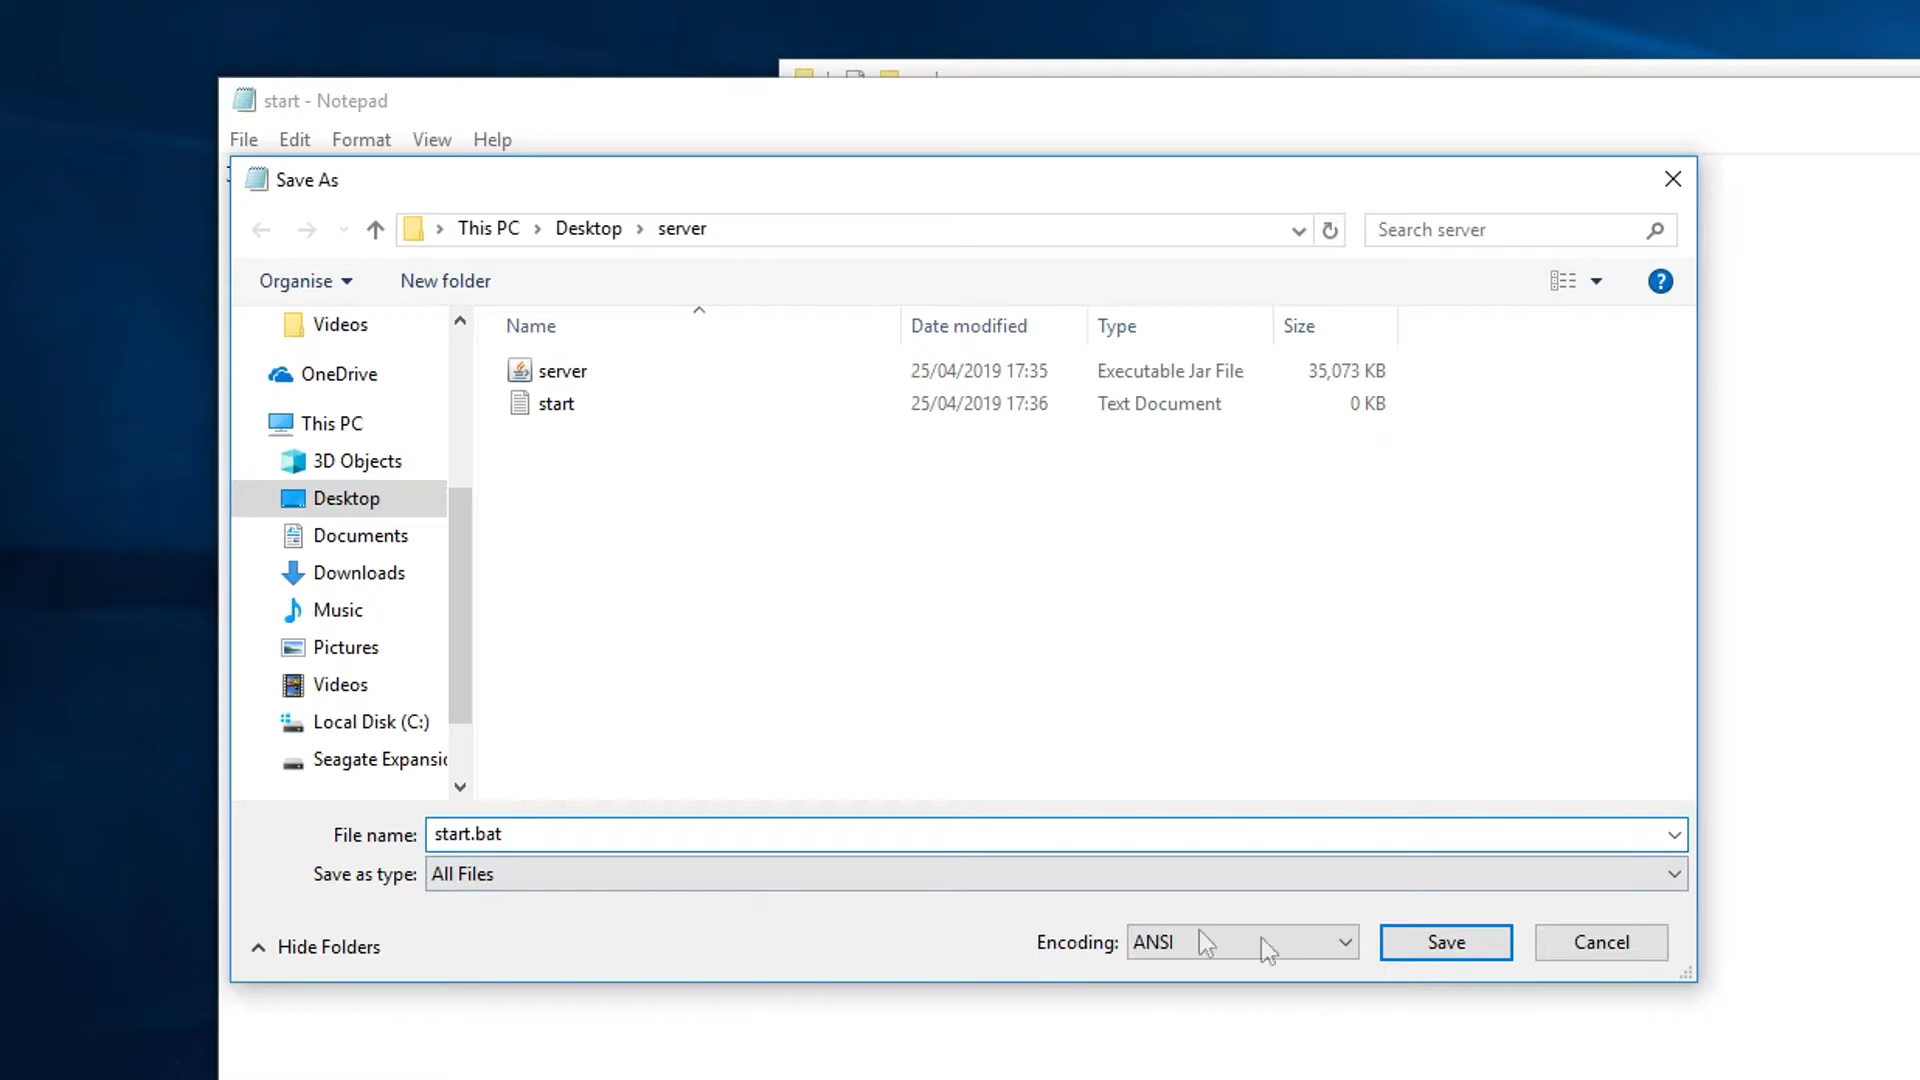 start - Notepad
File Edit Format View Help
Save As
This PC Desktop server
Search server
Organise New folder
Name Date modified Type Size
server 25/04/2019 17:35 Executable Jar File 35,073 KB
start 25/04/2019 17:36 Text Document 0 KB
Videos
OneDrive
This PC
3D Objects
Desktop
Documents
Downloads
Music
Pictures
Videos
Local Disk (C:)
Seagate Expansio
File name: start.bat
Save as type: All Files
Hide Folders
Encoding: ANSI
Save Cancel